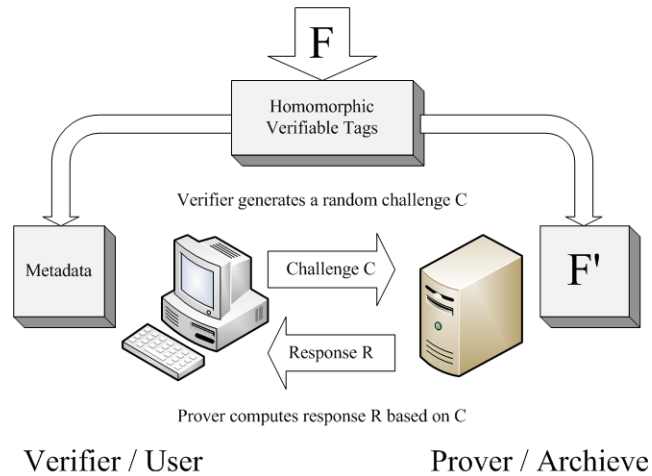 F
Homomorphic
Verifiable Tags
Verifier generates a random challenge C
Metadata
Challenge C
F'
Response R
Prover computes response R based on C
Verifier / User
Prover / Archieve